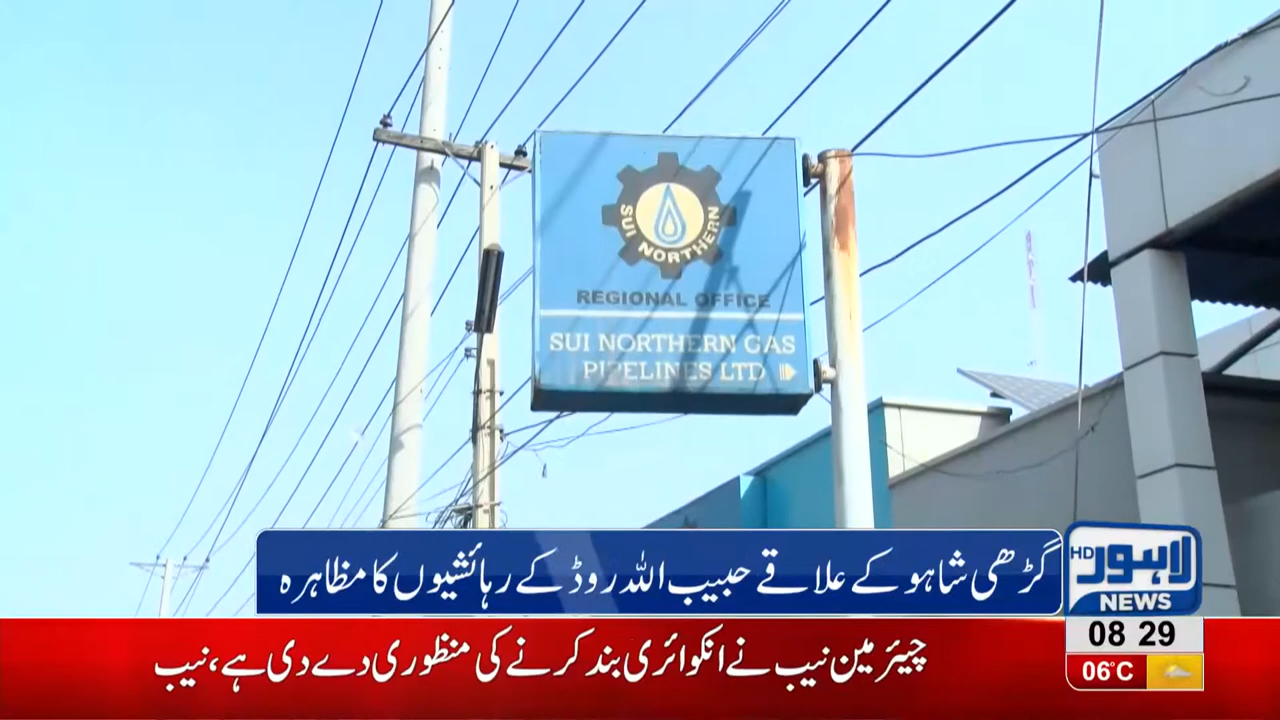 SUI NORTHERN
REGIONAL OFFICE
SUI NORTHERN GAS
PIPELINES LTD
گڑھی شاہو کے علاقے حبیب اللہ روڈ کے رہائشیوں کا مظاہرہ
HD لاہور
NEWS
08 29
06°C
چیئرمین نیب نے انکوائری بند کرنے کی منظوری دے دی ہے، نیب